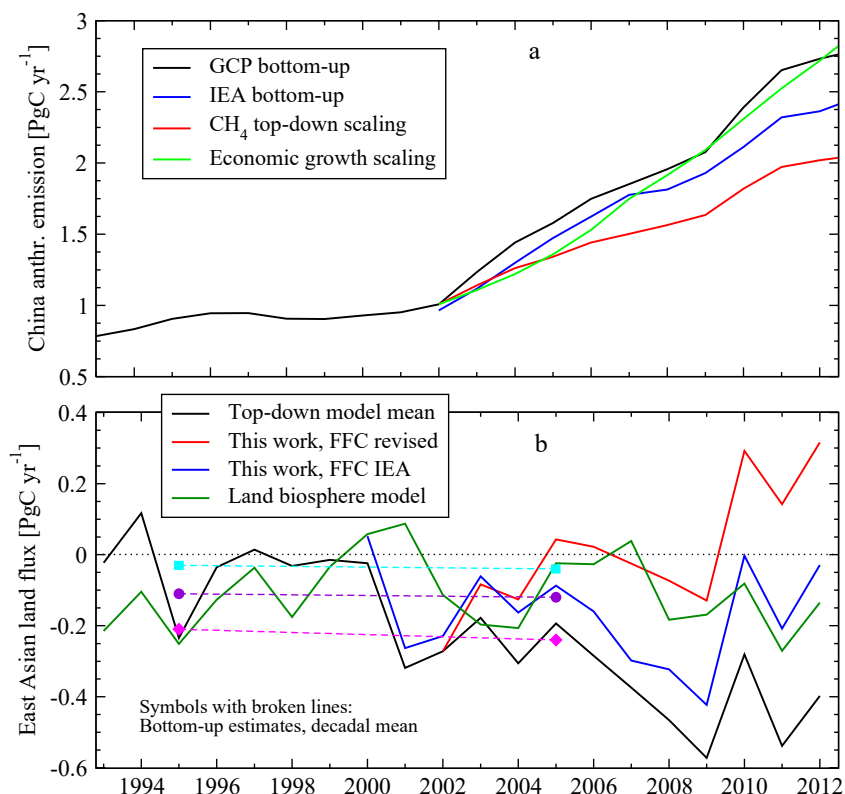 3
2.5
2
1.5
1
0.5
China anthr. emission [PgC yr⁻¹]
a
GCP bottom-up
IEA bottom-up
CH₄ top-down scaling
Economic growth scaling
0.4
0.2
0
-0.2
-0.4
-0.6
East Asian land flux [PgC yr⁻¹]
b
Top-down model mean
This work, FFC revised
This work, FFC IEA
Land biosphere model
Symbols with broken lines:
Bottom-up estimates, decadal mean
1994 1996 1998 2000 2002 2004 2006 2008 2010 2012